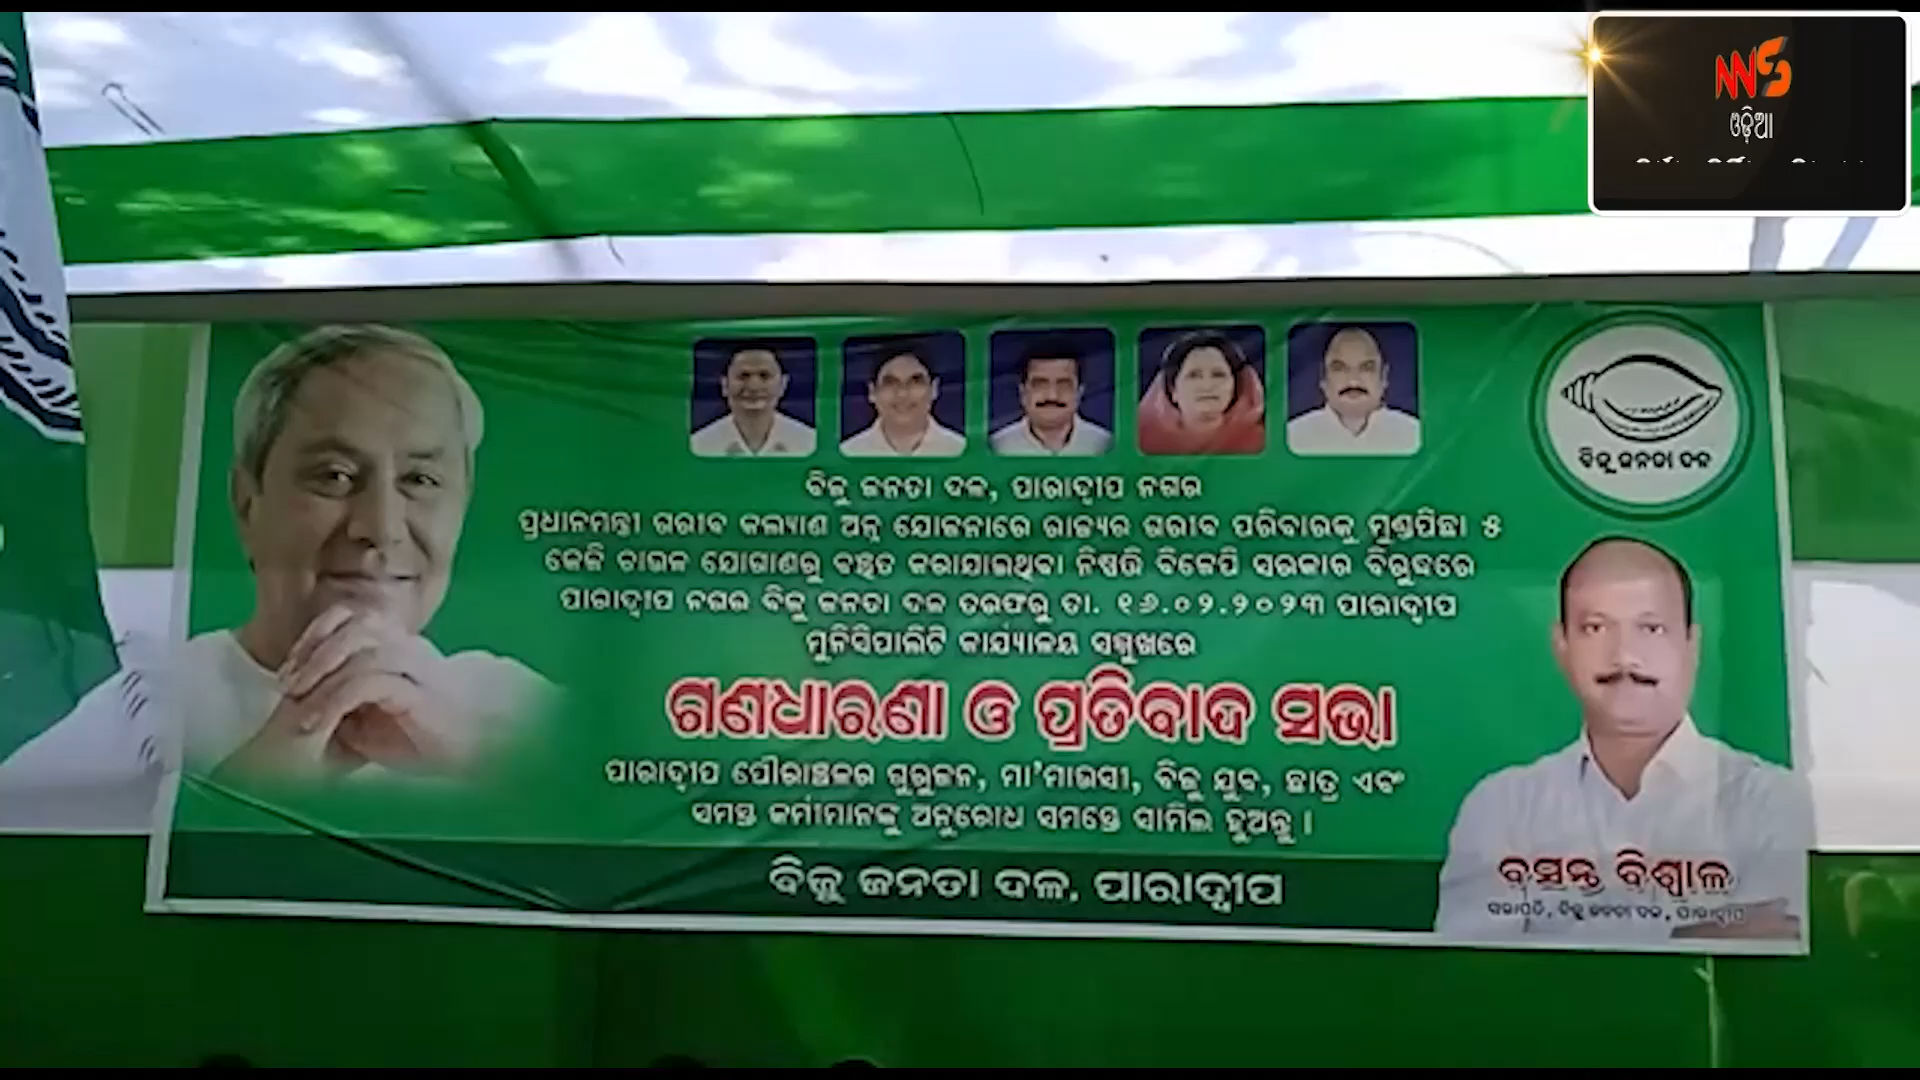 NNS
ଓଡ଼ିଆ
ବିଜୁ ଜନତା ଦଳ
ବିଜୁ ଜନତା ଦଳ, ପାରାଦ୍ୱୀପ ନଗର
ପ୍ରଧାନମନ୍ତ୍ରୀ ଗରୀବ କଲ୍ୟାଣ ଅନ୍ନ ଯୋଜନାରେ ରାଜ୍ୟର ଗରୀବ ପରିବାରକୁ ମୁଣ୍ଡପିଛା ୫
କେଜି ଚାଉଳ ଯୋଗାଣରୁ ବଞ୍ଚିତ କରାଯାଇଥିବା ନିଷ୍ପତ୍ତି ବିଜେପି ସରକାର ବିରୁଦ୍ଧରେ
ପାରାଦ୍ୱୀପ ନଗର ବିଜୁ ଜନତା ଦଳ ତରଫରୁ ତା. ୧୬.୦୨.୨୦୨୩ ପାରାଦ୍ୱୀପ
ମୁନିସିପାଲିଟି କାର୍ଯ୍ୟାଳୟ ସମ୍ମୁଖରେ
ଗଣଧାରଣା ଓ ପ୍ରତିବାଦ ସଭା
ପାରାଦ୍ୱୀପ ପୌରାଞ୍ଚଳର ଗୁରୁଜନ, ମା'ମାଉସୀ, ବିଜୁ ଯୁବ, ଛାତ୍ର ଏବଂ
ସମସ୍ତ କର୍ମୀମାନଙ୍କୁ ଅନୁରୋଧ ସମସ୍ତେ ସାମିଲ ହୁଅନ୍ତୁ ।
ବିଜୁ ଜନତା ଦଳ, ପାରାଦ୍ୱୀପ
ବସନ୍ତ ବିଶ୍ୱାଳ
ସଭାପତି, ବିଜୁ ଜନତା ଦଳ, ପାରାଦ୍ୱୀପ